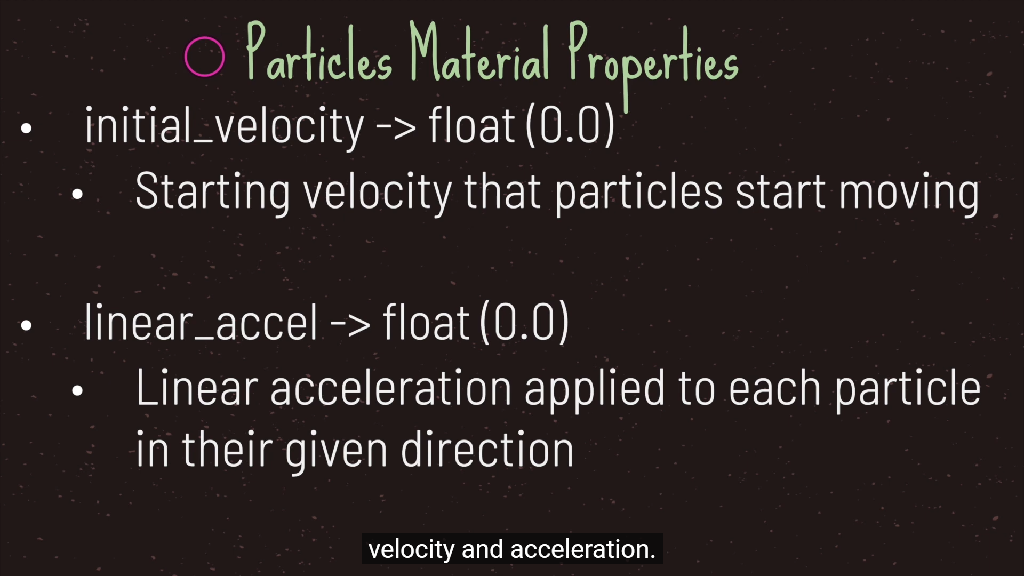 Particles Material Properties
• initial_velocity -> float (0.0)
• Starting velocity that particles start moving
• linear_accel -> float (0.0)
• Linear acceleration applied to each particle
in their given direction
velocity and acceleration.